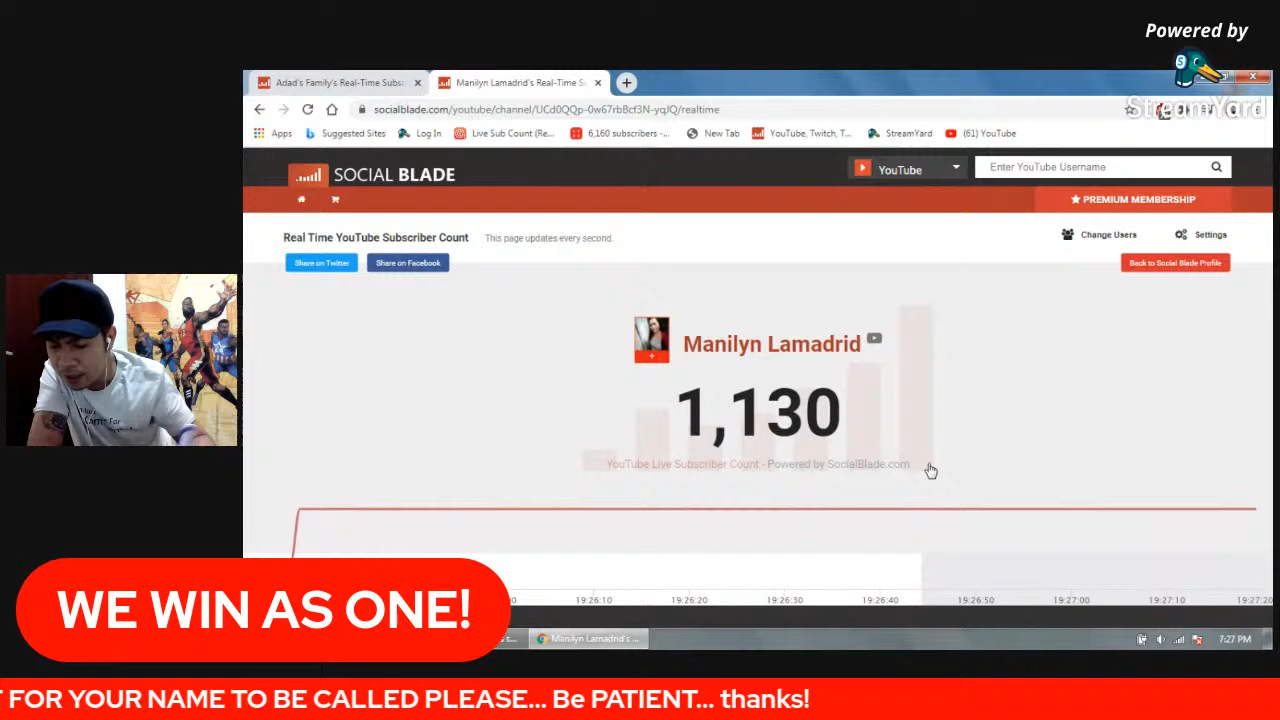 Powered by
StreamYard
Adad's Family's Real-Time Subsc
Manilyn Lamadrid's Real-Time S
socialblade.com/youtube/channel/UCd0QQp-0w67rbBcf3N-yqJQ/realtime
Apps
Suggested Sites
Log In
Live Sub Count (Re...
6,160 subscribers -...
New Tab
YouTube, Twitch, T...
StreamYard
(61) YouTube
SOCIAL BLADE
YouTube
Enter YouTube Username
PREMIUM MEMBERSHIP
Real Time YouTube Subscriber Count
This page updates every second.
Change Users
Settings
Share on Twitter
Share on Facebook
Back to Social Blade Profile
Manilyn Lamadrid
1,130
YouTube Live Subscriber Count - Powered by SocialBlade.com
19:26:10
19:26:20
19:26:30
19:26:40
19:26:50
19:27:00
19:27:10
19:27:20
WE WIN AS ONE!
Manilyn Lamadrid's ...
7:27 PM
T FOR YOUR NAME TO BE CALLED PLEASE... Be PATIENT... thanks!